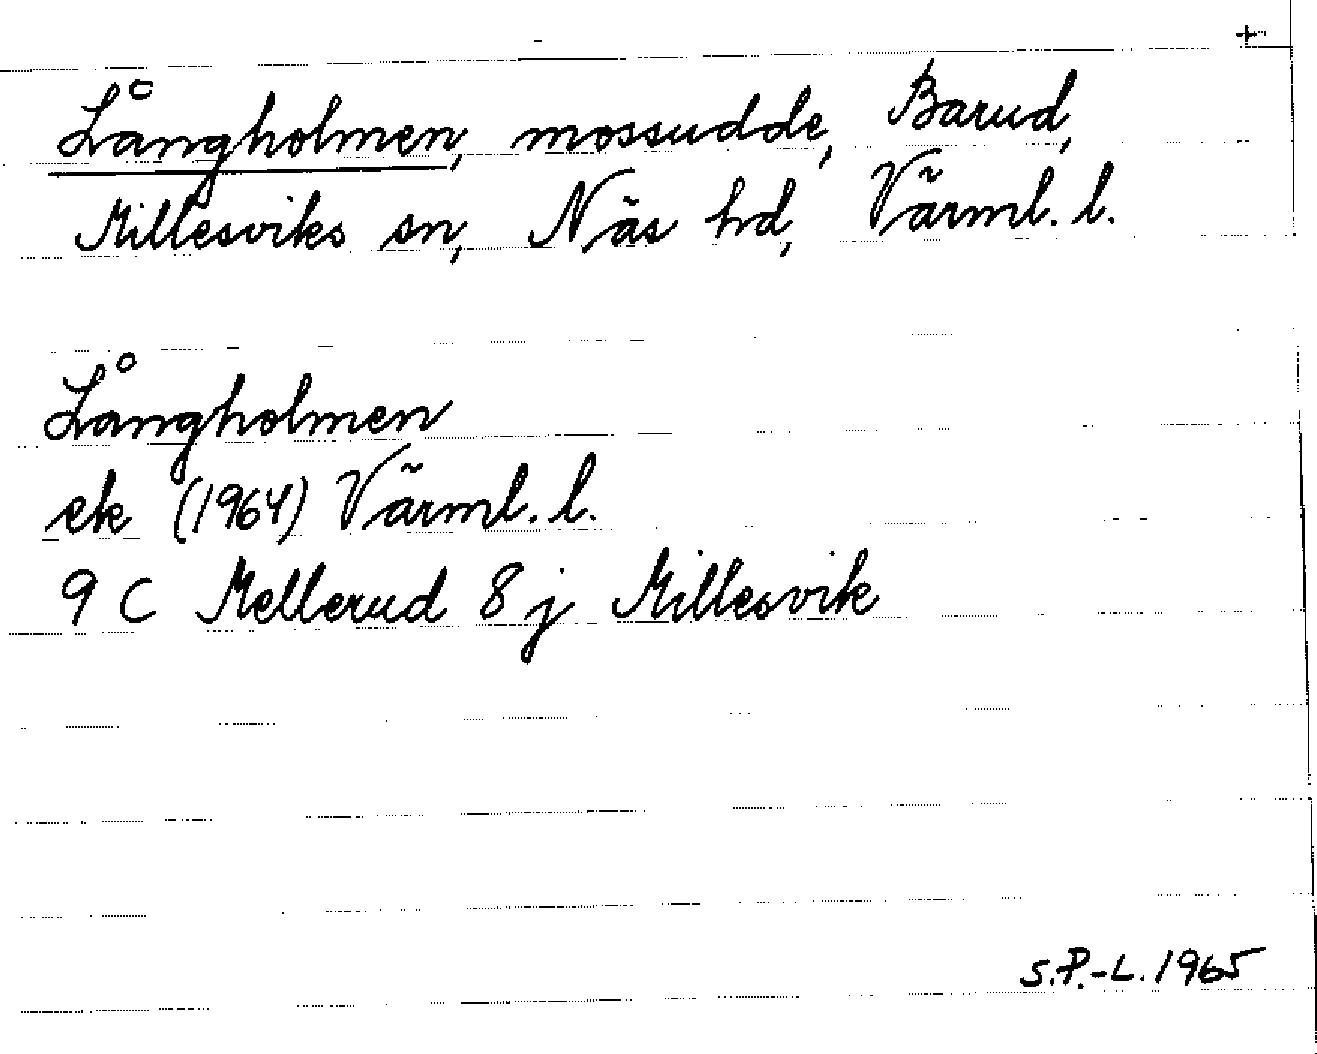 +
Långholmen, mossudde, Barud,
Millesviks sn, Näs hd, Värml. l.
Långholmen
ek (1964) Värml. l.
9 C Mellerud 8 j Millesvik
S.P.-L. 1965